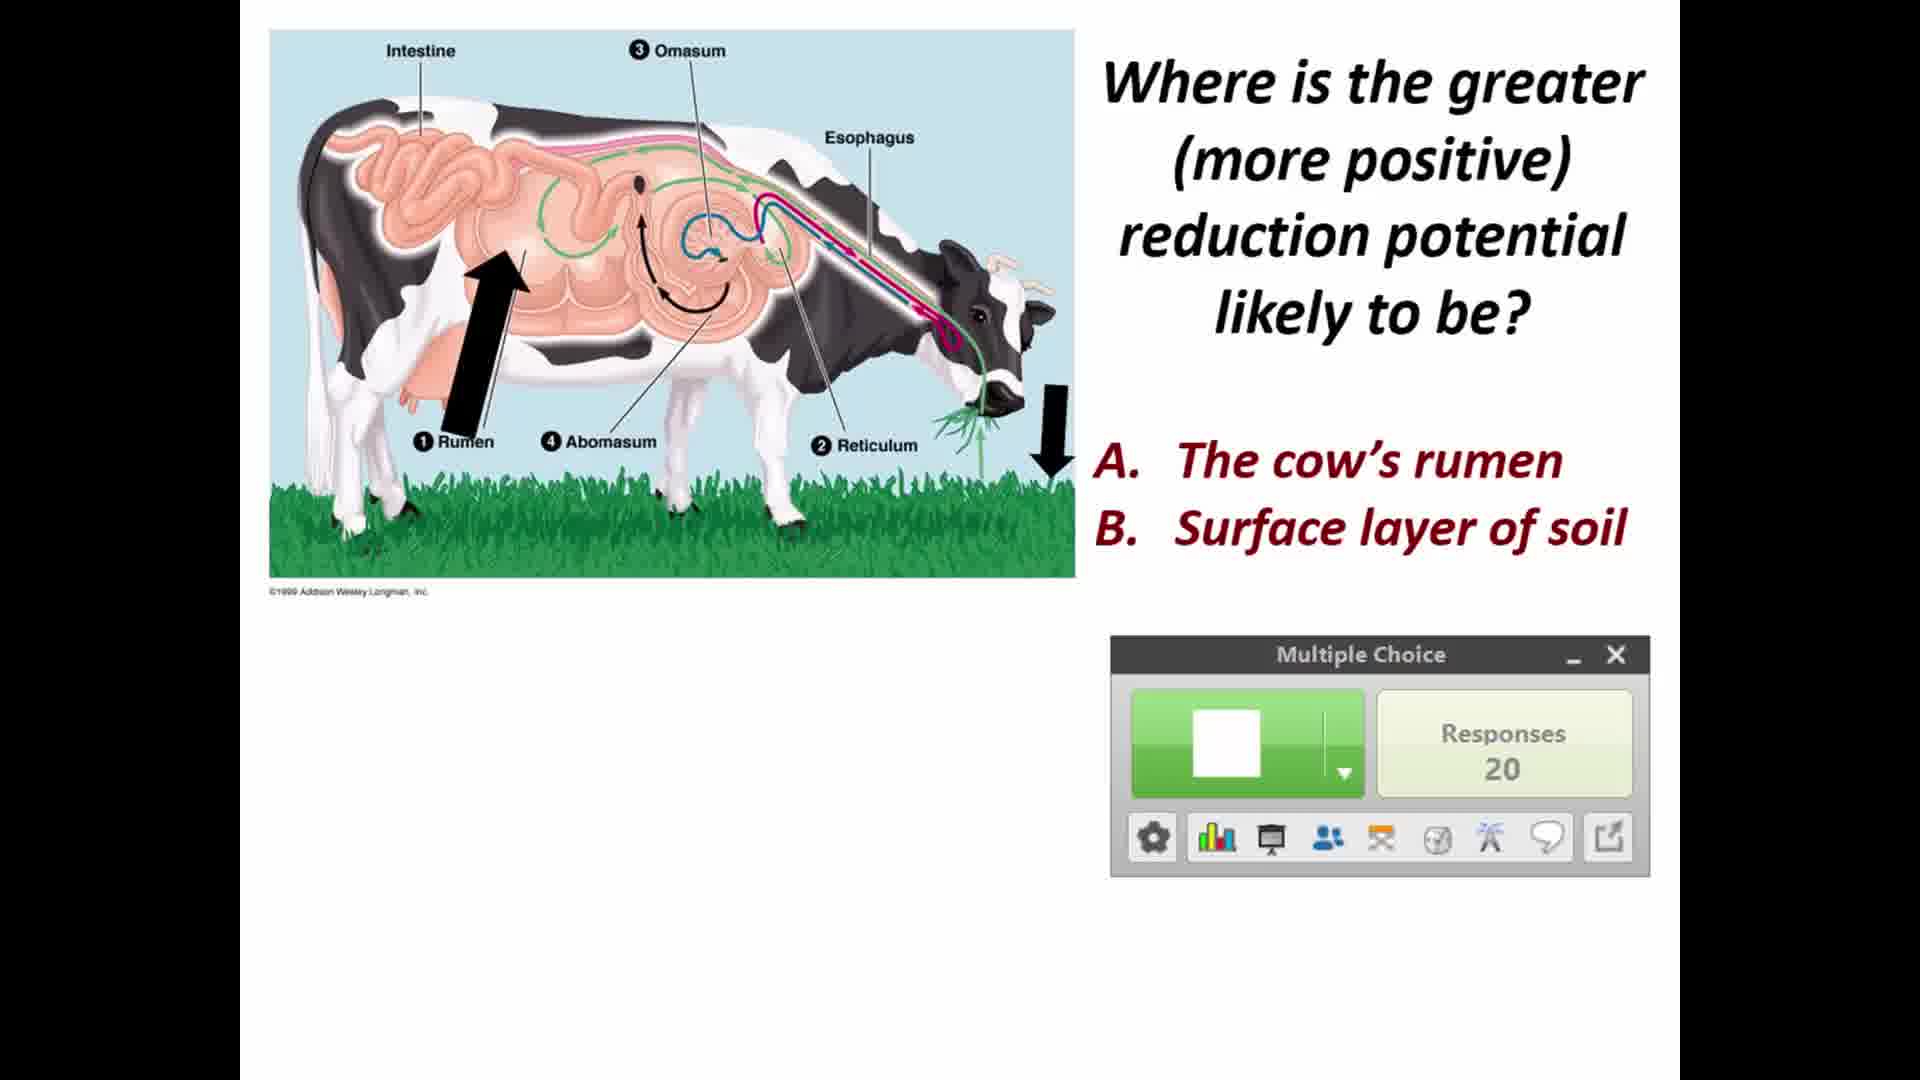 Intestine
3 Omasum
Esophagus
1 Rumen
4 Abomasum
2 Reticulum
©1999 Addison Wesley Longman, Inc.
Where is the greater
(more positive)
reduction potential
likely to be?
A. The cow’s rumen
B. Surface layer of soil
Multiple Choice
Responses
20